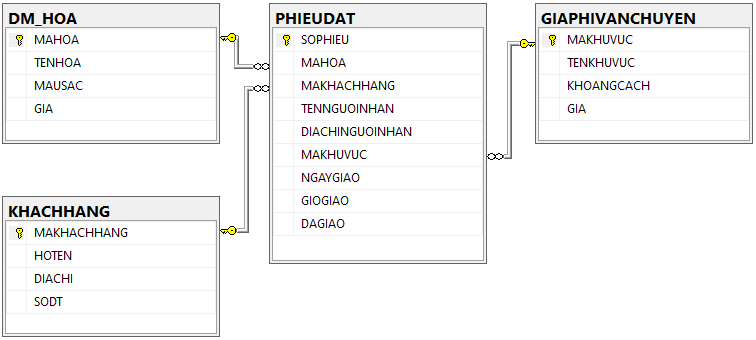 DM_HOA
MAHOA
TENHOA
MAUSAC
GIA
PHIEUDAT
SOPHIEU
MAHOA
MAKHACHHANG
TENNGUOINHAN
DIACHINGUOINHAN
MAKHUVUC
NGAYGIAO
GIOGIAO
DAGIAO
GIAPHIVANCHUYEN
MAKHUVUC
TENKHUVUC
KHOANGCACH
GIA
KHACHHANG
MAKHACHHANG
HOTEN
DIACHI
SODT